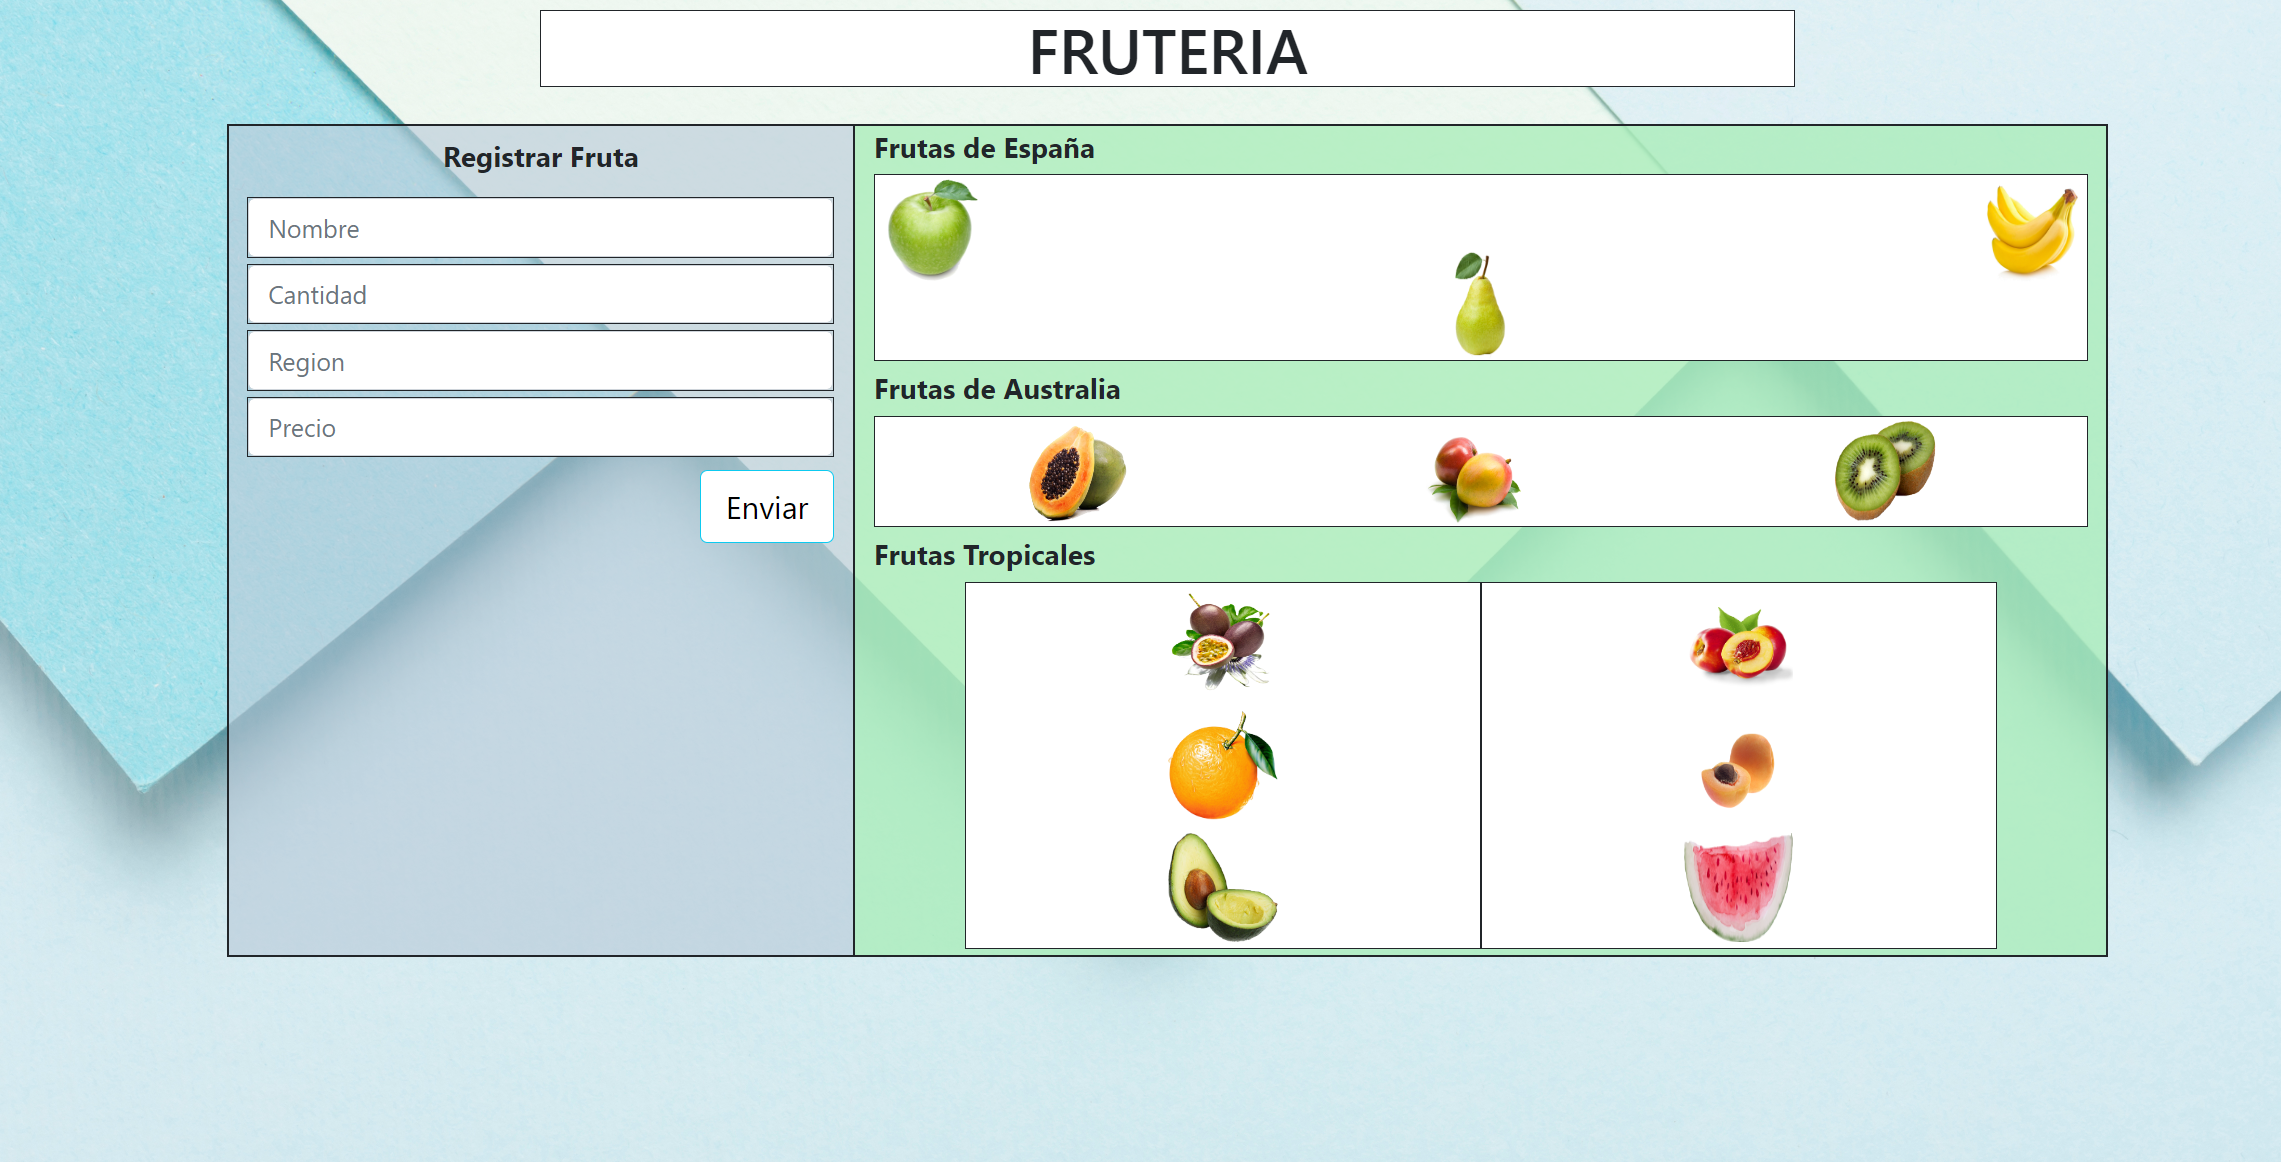 FRUTERIA
Registrar Fruta
Nombre
Cantidad
Region
Precio
Enviar
Frutas de España
Frutas de Australia
Frutas Tropicales